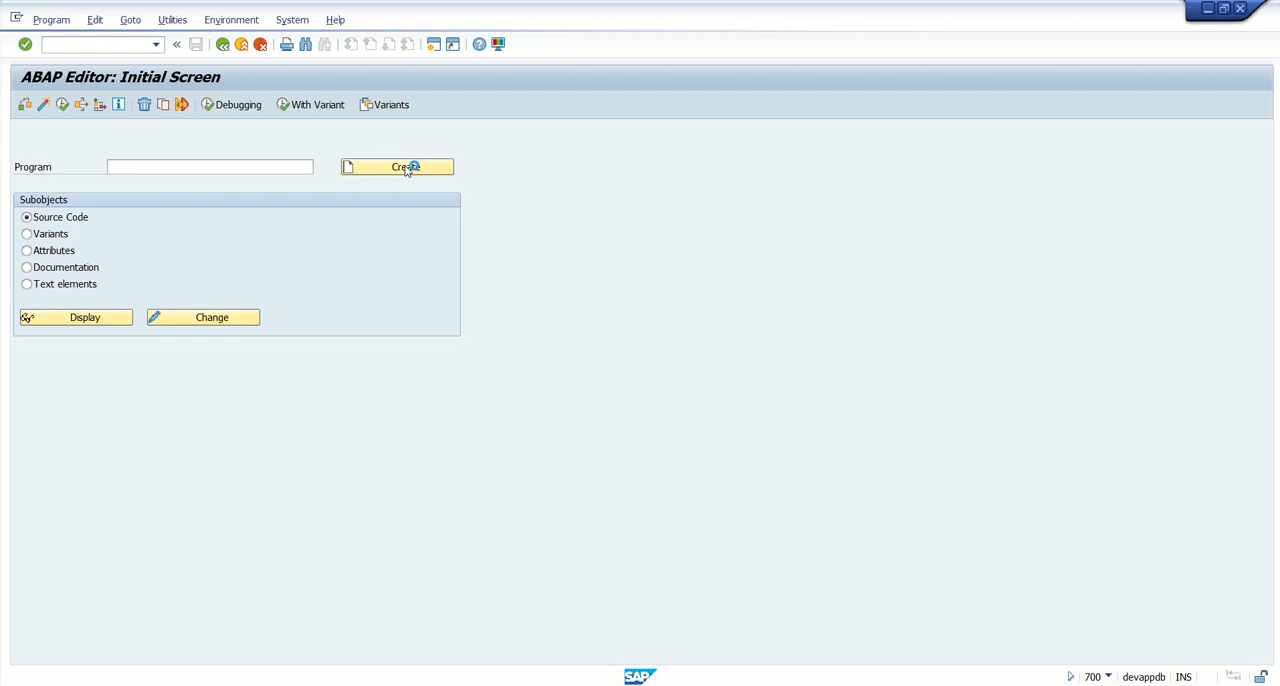 Program Edit Goto Utilities Environment System Help
ABAP Editor: Initial Screen
Debugging With Variant Variants
Program Create
Subobjects
Source Code
Variants
Attributes
Documentation
Text elements
Display Change
SAP 700 devappdb INS